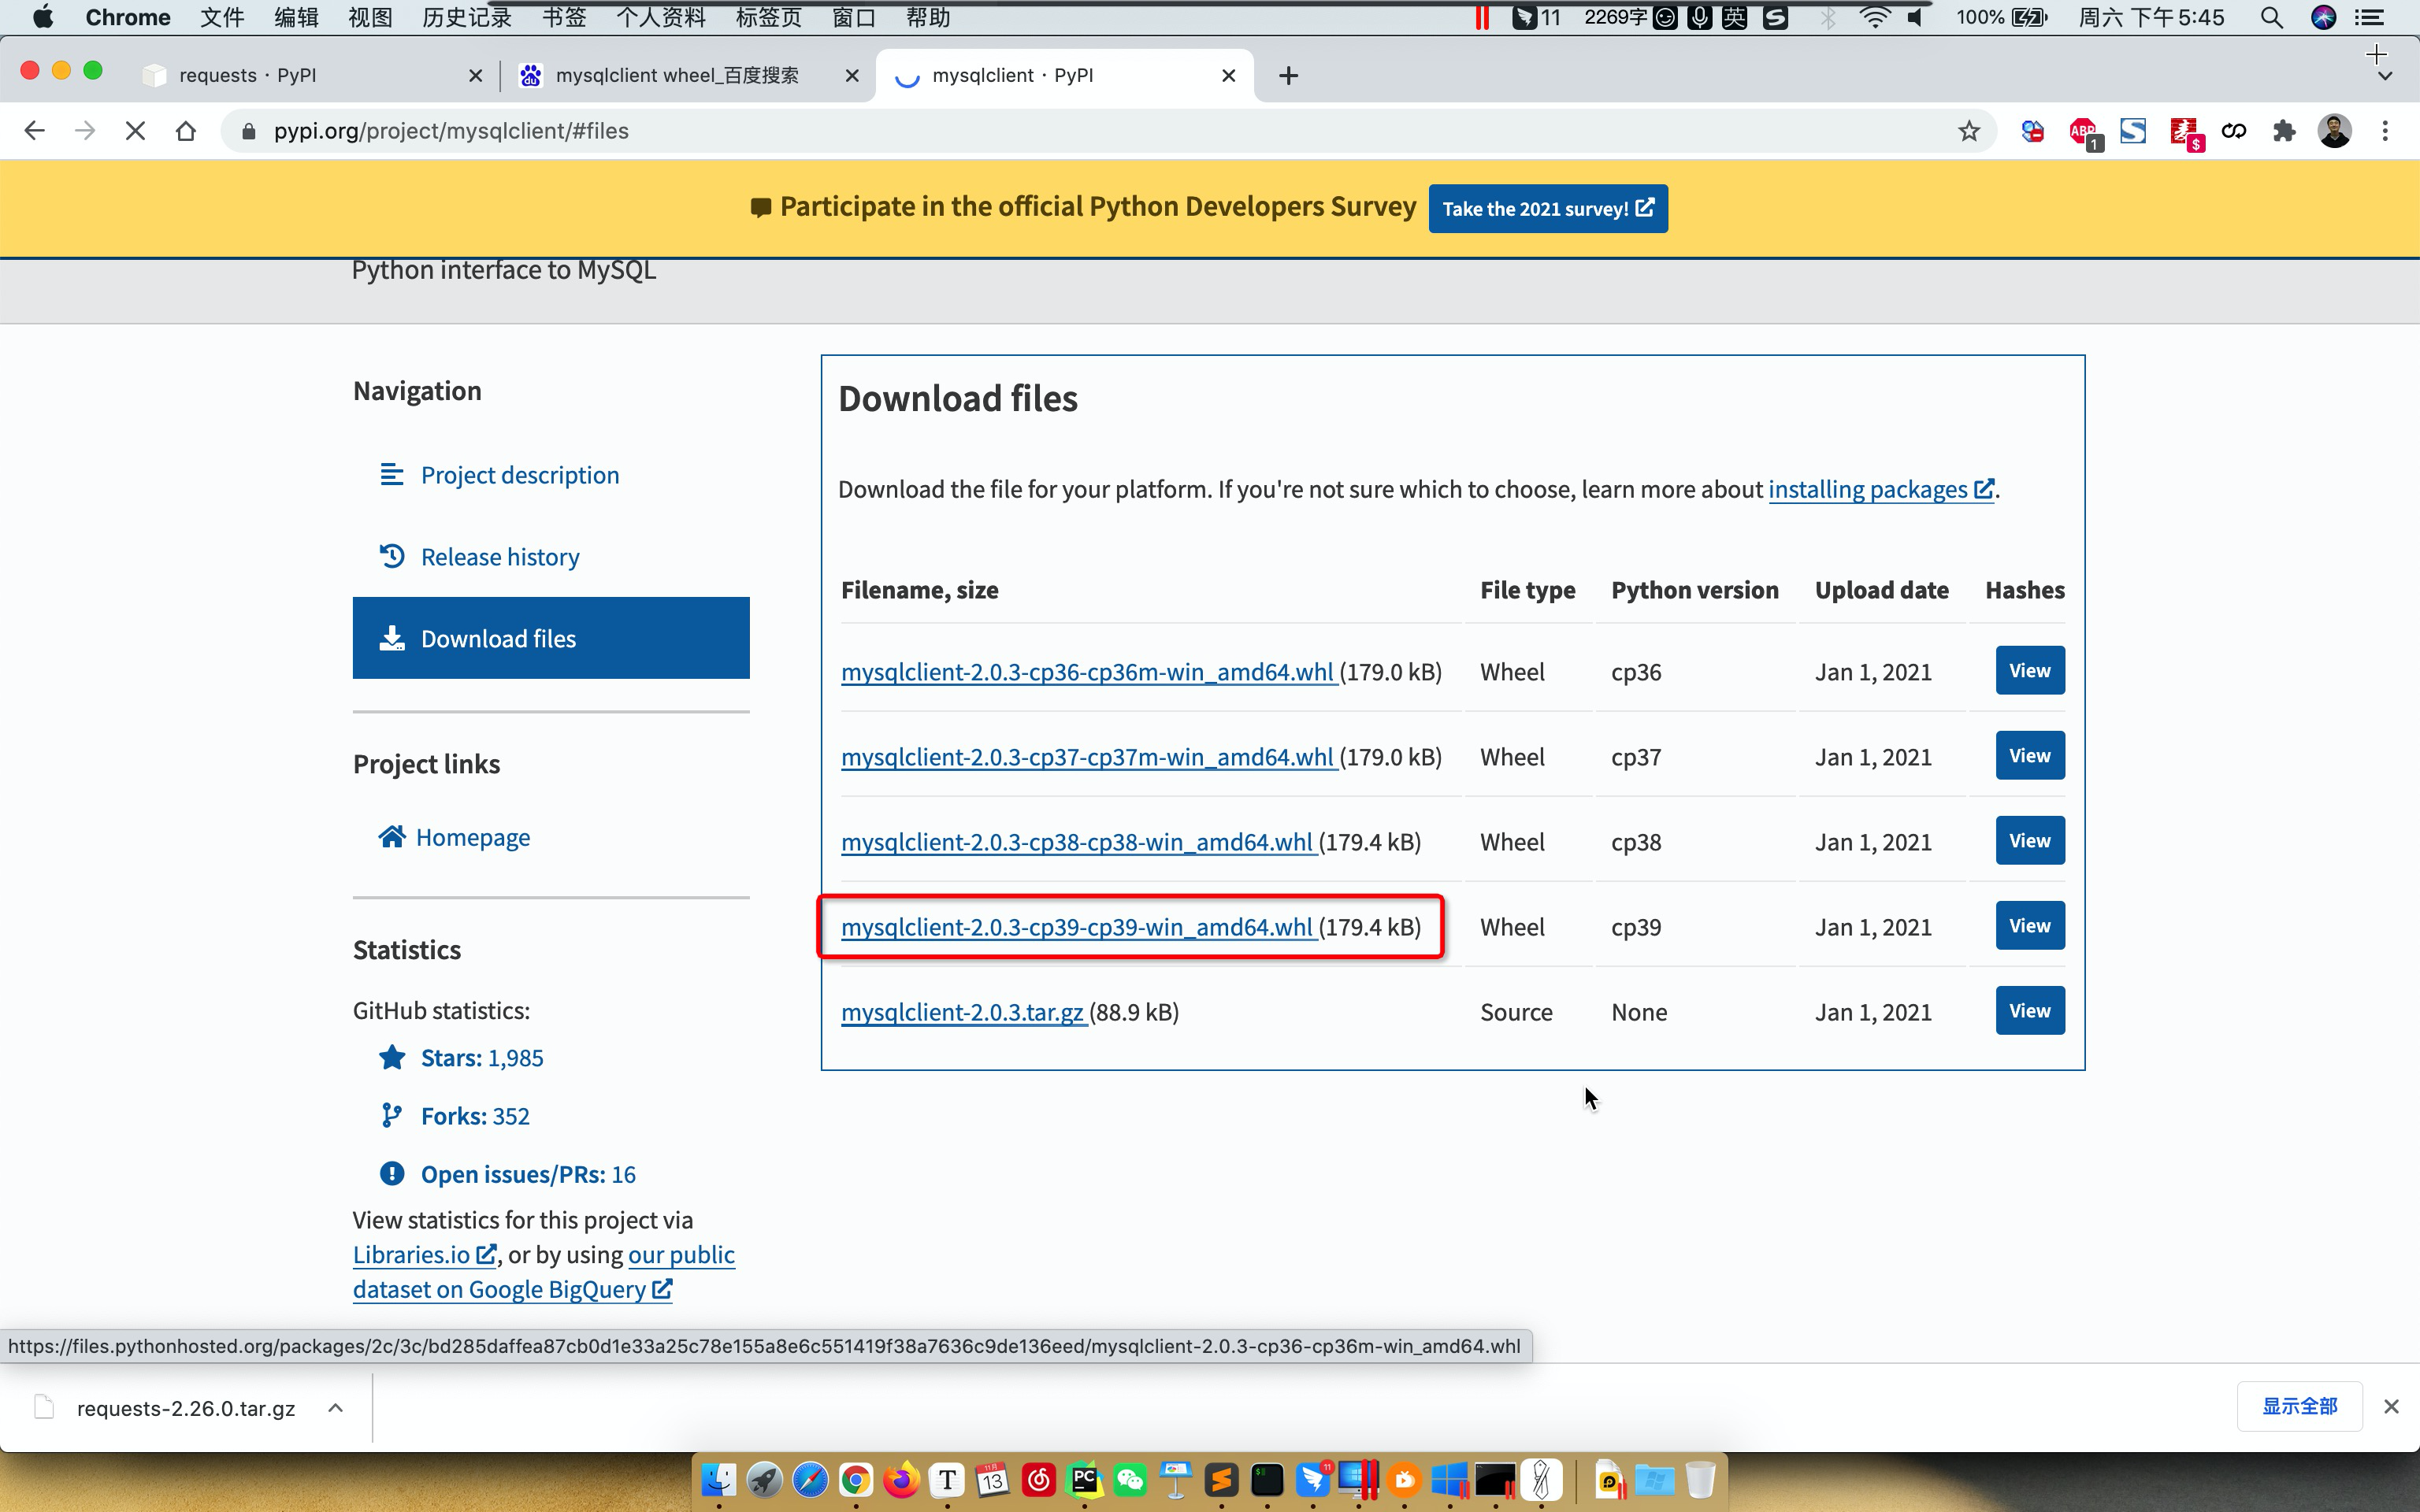 Chrome 文件 编辑 视图 历史记录 书签 个人资料 标签页 窗口 帮助 11 2269字 英 100% 周六 下午5:45
requests · PyPI mysqlclient wheel_百度搜索 mysqlclient · PyPI
pypi.org/project/mysqlclient/#files ABP 1 $
Participate in the official Python Developers Survey Take the 2021 survey!
Python interface to MySQL
Navigation
Project description
Release history
Download files
Project links
Homepage
Statistics
GitHub statistics:
Stars: 1,985
Forks: 352
Open issues/PRs: 16
View statistics for this project via
Libraries.io, or by using our public
dataset on Google BigQuery
Download files
Download the file for your platform. If you're not sure which to choose, learn more about installing packages.
Filename, size File type Python version Upload date Hashes
mysqlclient-2.0.3-cp36-cp36m-win_amd64.whl (179.0 kB) Wheel cp36 Jan 1, 2021 View
mysqlclient-2.0.3-cp37-cp37m-win_amd64.whl (179.0 kB) Wheel cp37 Jan 1, 2021 View
mysqlclient-2.0.3-cp38-cp38-win_amd64.whl (179.4 kB) Wheel cp38 Jan 1, 2021 View
mysqlclient-2.0.3-cp39-cp39-win_amd64.whl (179.4 kB) Wheel cp39 Jan 1, 2021 View
mysqlclient-2.0.3.tar.gz (88.9 kB) Source None Jan 1, 2021 View
https://files.pythonhosted.org/packages/2c/3c/bd285daffea87cb0d1e33a25c78e155a8e6c551419f38a7636c9de136eed/mysqlclient-2.0.3-cp36-cp36m-win_amd64.whl
requests-2.26.0.tar.gz 显示全部
T 11月 13 PC 11